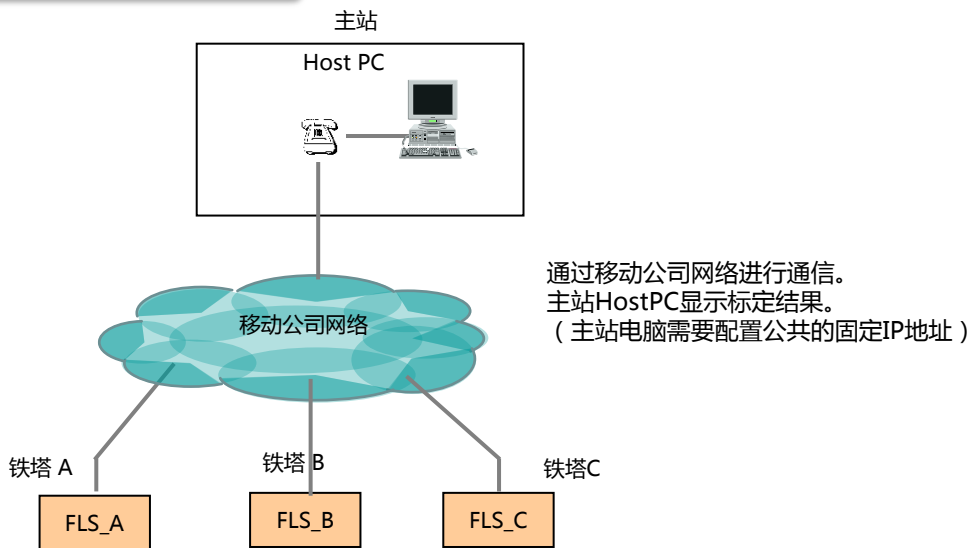 主站
Host PC
移动公司网络
通过移动公司网络进行通信。
主站HostPC显示标定结果。
（主站电脑需要配置公共的固定IP地址）
铁塔 A
铁塔 B
铁塔C
FLS_A
FLS_B
FLS_C